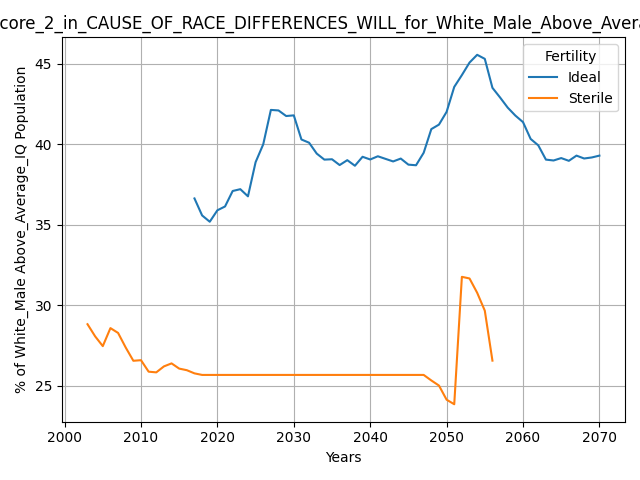 core_2_in_CAUSE_OF_RACE_DIFFERENCES_WILL_for_White_Male_Above_Avera
Fertility
Ideal
Sterile
45
40
35
30
25
% of White_Male Above_Average_IQ Population
2000 2010 2020 2030 2040 2050 2060 2070
Years